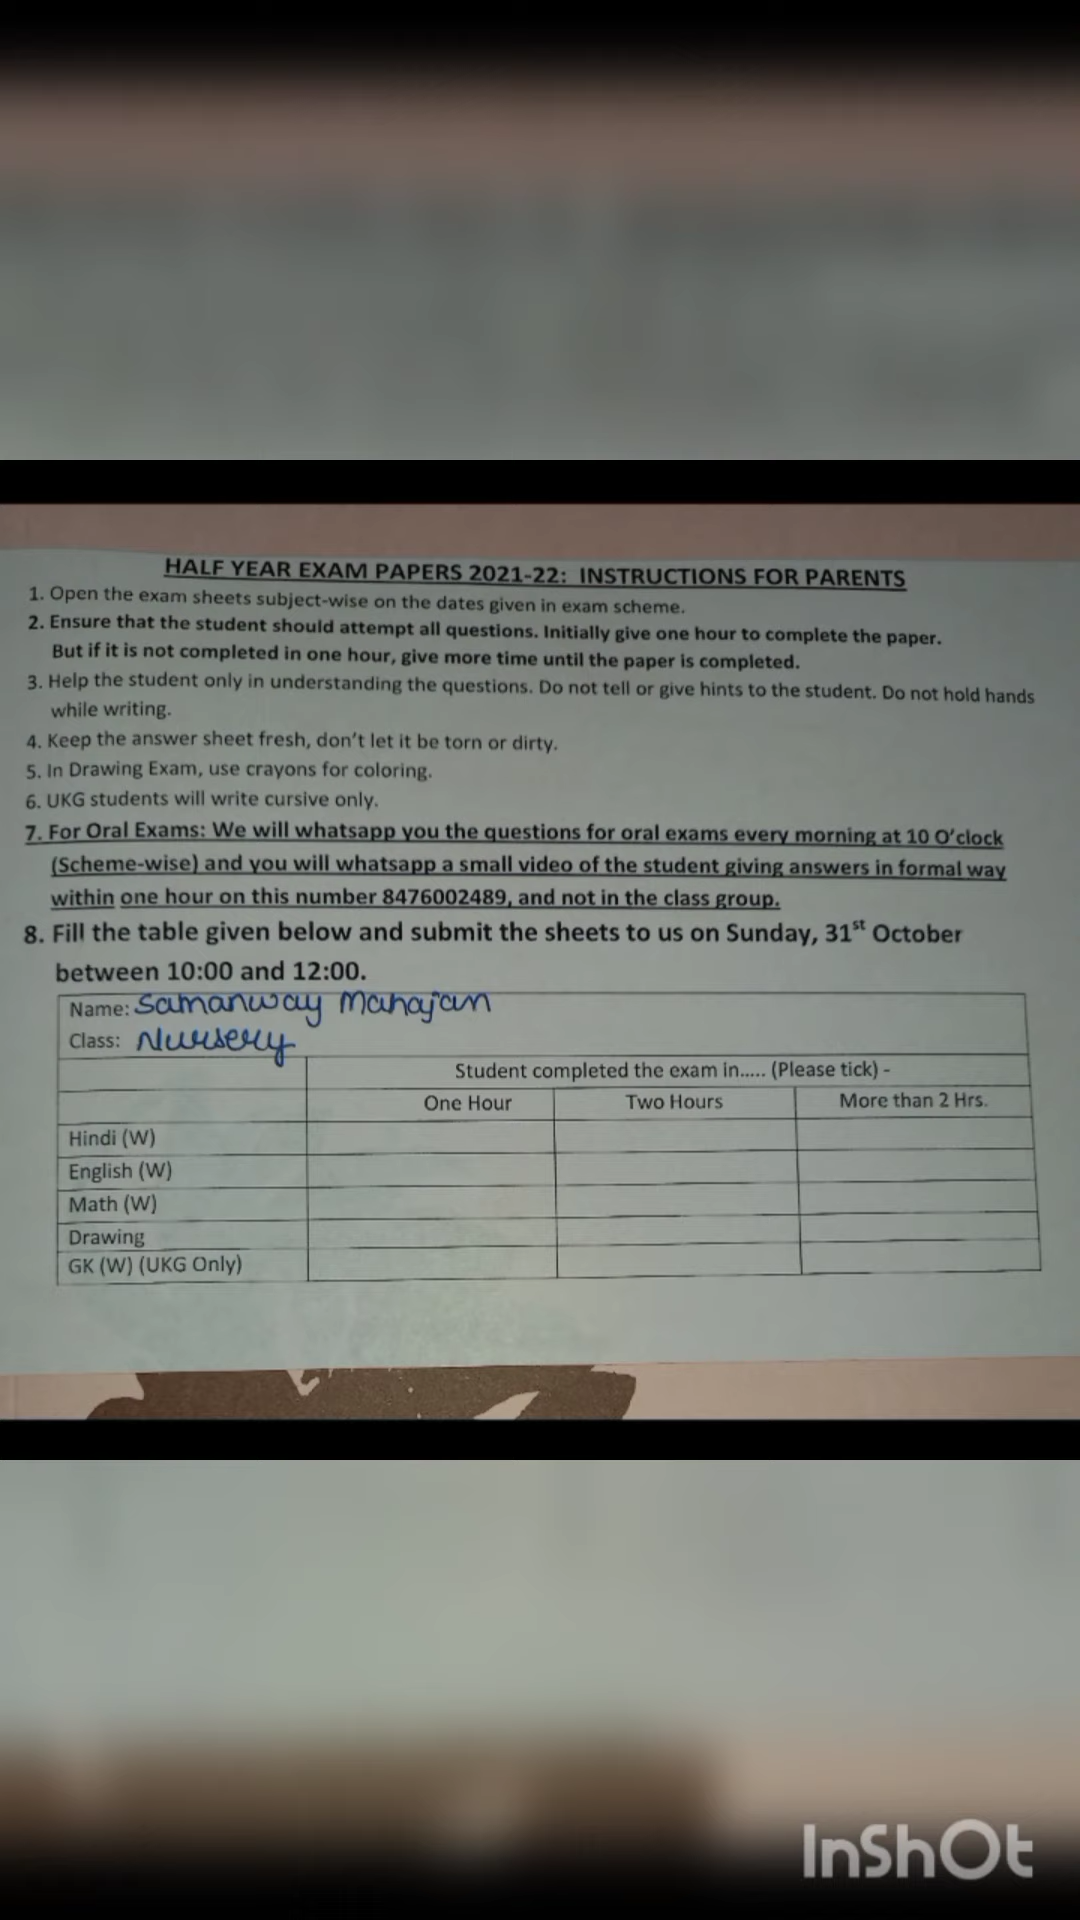 HALF YEAR EXAM PAPERS 2021-22: INSTRUCTIONS FOR PARENTS
1. Open the exam sheets subject-wise on the dates given in exam scheme.
2. Ensure that the student should attempt all questions. Initially give one hour to complete the paper.
But if it is not completed in one hour, give more time until the paper is completed.
3. Help the student only in understanding the questions. Do not tell or give hints to the student. Do not hold hands
while writing.
4. Keep the answer sheet fresh, don't let it be torn or dirty.
5. In Drawing Exam, use crayons for coloring.
6. UKG students will write cursive only.
7. For Oral Exams: We will whatsapp you the questions for oral exams every morning at 10 O'clock
(Scheme-wise) and you will whatsapp a small video of the student giving answers in formal way
within one hour on this number 8476002489, and not in the class group.
8. Fill the table given below and submit the sheets to us on Sunday, 31st October
between 10:00 and 12:00.
Name: Samanway Mahajan
Class: Nursery
Student completed the exam in..... (Please tick) -
One Hour Two Hours More than 2 Hrs.
Hindi (W)
English (W)
Math (W)
Drawing
GK (W) (UKG Only)
InShOt